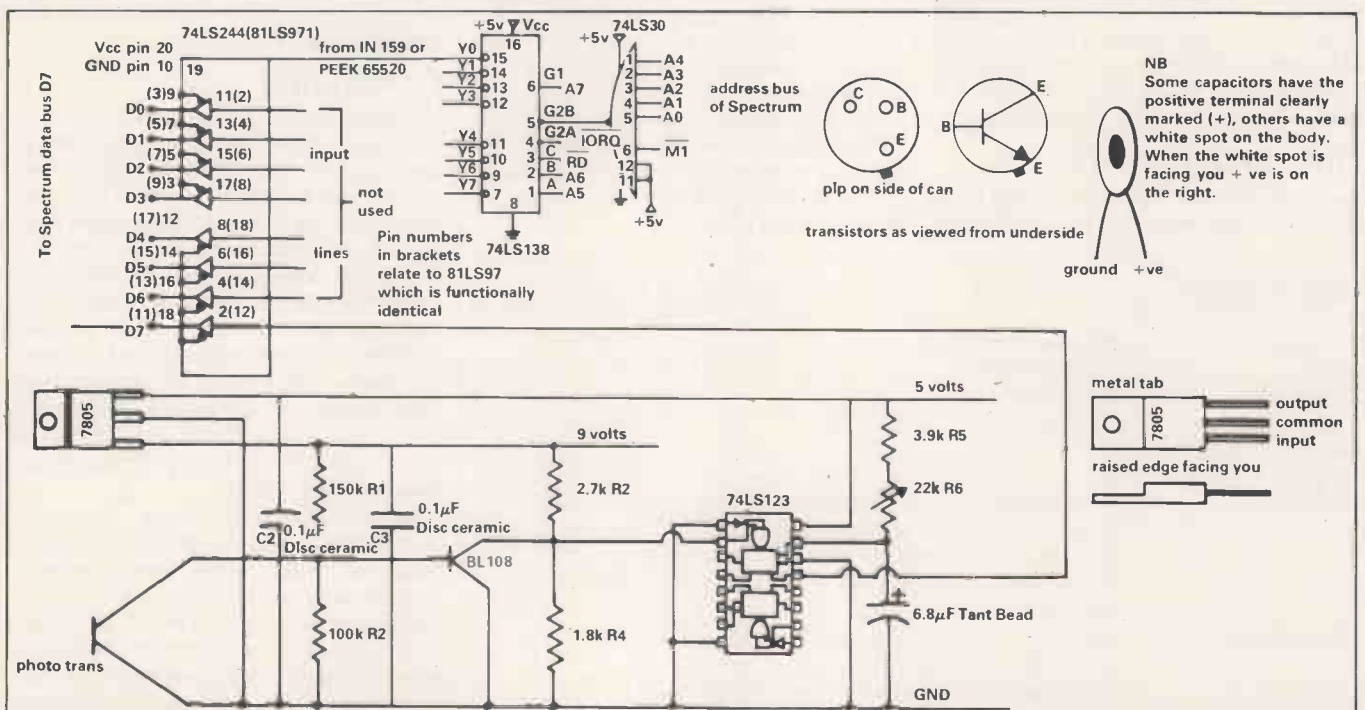 74LS244(81LS971)
Vcc pin 20
GND pin 10
19
from IN 159 or
PEEK 65520
To Spectrum data bus D7
(3)9
D0
11(2)
(5)7
D1
13(4)
(7)5
D2
15(6)
(9)3
D3
17(8)
(17)12
D4
8(18)
(15)14
D5
6(16)
(13)16
D6
4(14)
(11)18
D7
2(12)
input
not
used
lines
Pin numbers
in brackets
relate to 81LS97
which is functionally
identical
+5v Vcc
16
Y0
15
Y1
14
Y2
13
Y3
12
Y4
11
Y5
10
Y6
9
Y7
7
G1
6
A7
G2B
5
G2A
4
IORQ
C
3
RD
B
2
A6
A
1
A5
8
74LS138
74LS30
+5v
1
A4
2
A3
3
A2
4
A1
5
A0
6
M1
12
11
+5v
address bus
of Spectrum
C
B
E
pip on side of can
E
B
E
transistors as viewed from underside
NB
Some capacitors have the
positive terminal clearly
marked (+), others have a
white spot on the body.
When the white spot is
facing you + ve is on
the right.
ground +ve
7805
5 volts
9 volts
150k R1
0.1µF
Disc ceramic
C2
0.1µF
Disc ceramic
C3
2.7k R2
BL108
100k R2
1.8k R4
photo trans
74LS123
3.9k R5
22k R6
+
6.8µF Tant Bead
GND
metal tab
7805
output
common
input
raised edge facing you